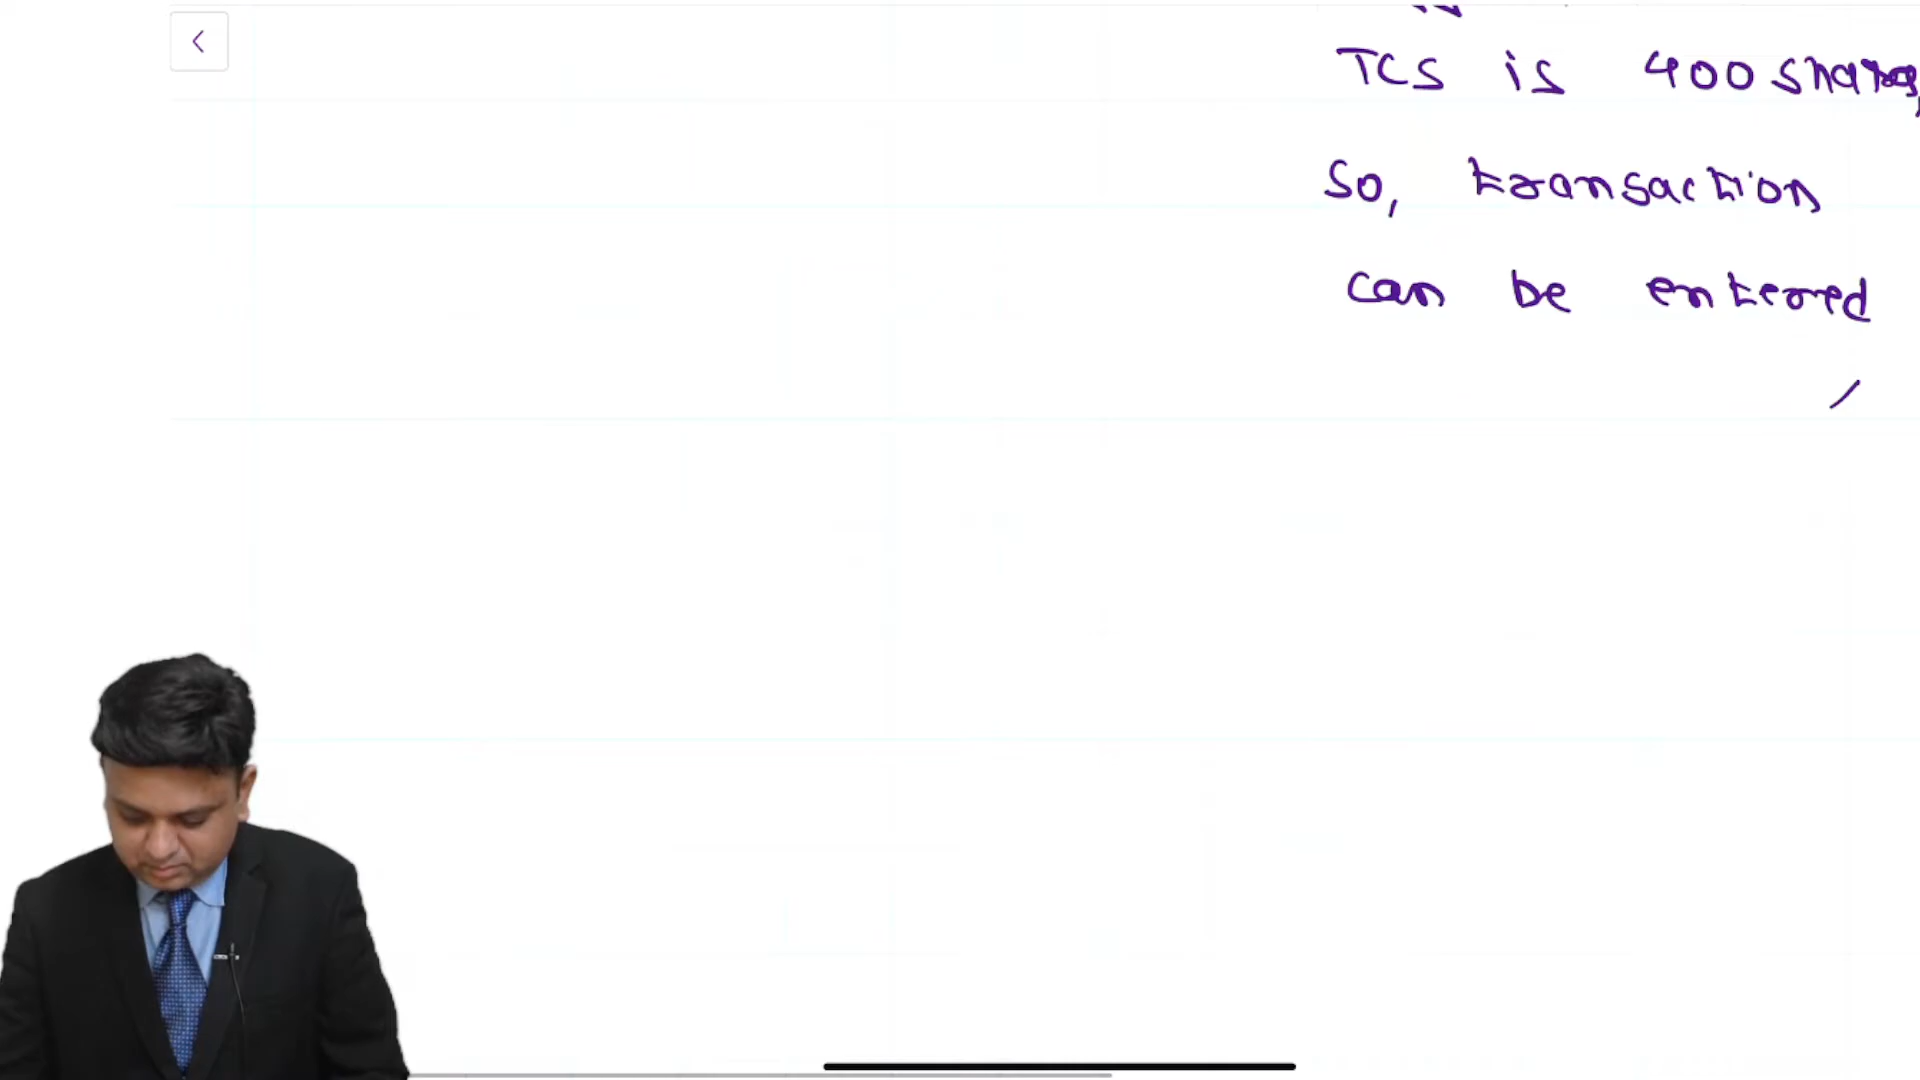 TCS is 400 shares,
So, transaction
can be entered